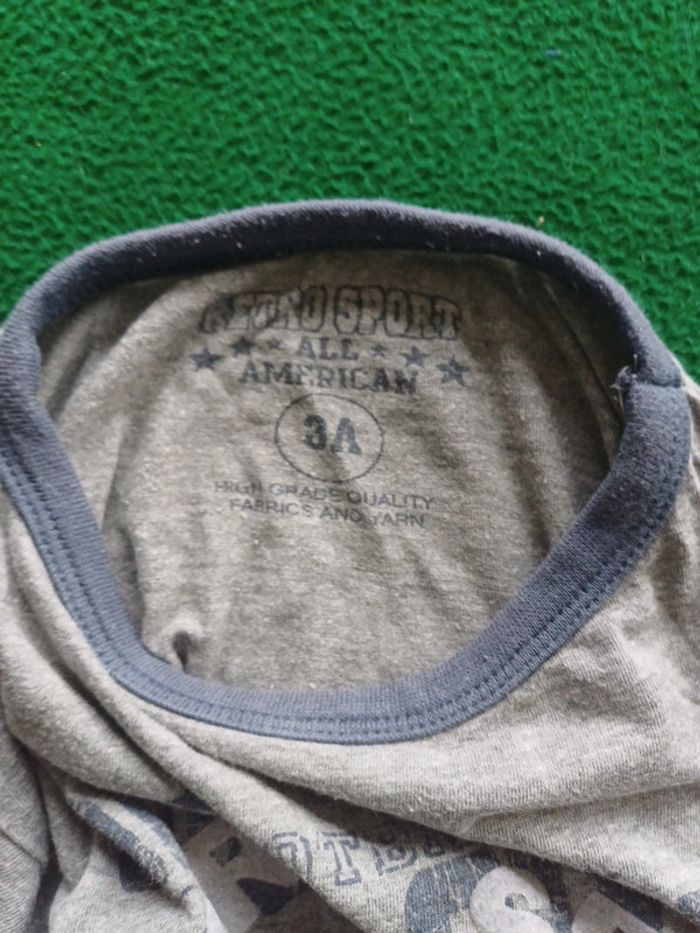 RETRO SPORT
ALL
AMERICAN
3A
HIGH GRADE QUALITY
FABRICS AND YARN